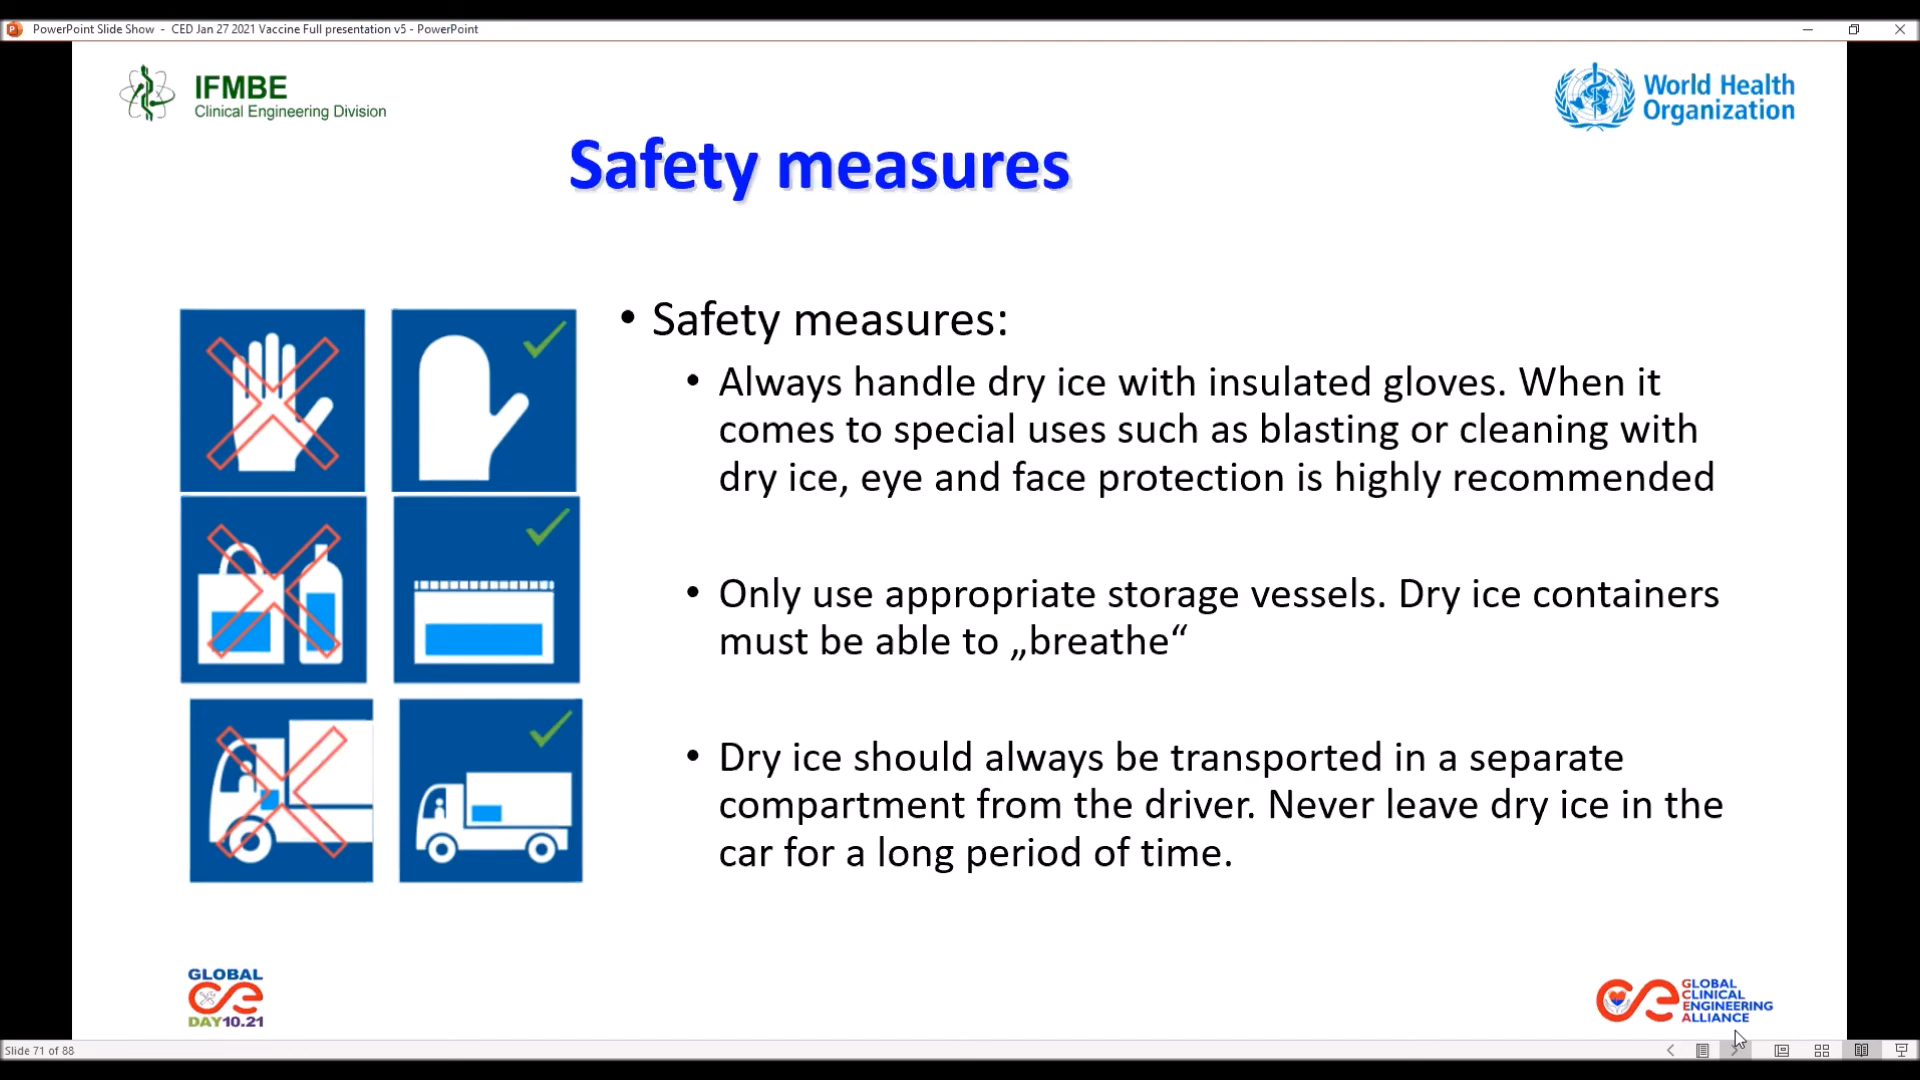 PowerPoint Slide Show - CED Jan 27 2021 Vaccine Full presentation v5 - PowerPoint
IFMBE
Clinical Engineering Division
World Health
Organization
Safety measures
• Safety measures:
• Always handle dry ice with insulated gloves. When it
comes to special uses such as blasting or cleaning with
dry ice, eye and face protection is highly recommended
• Only use appropriate storage vessels. Dry ice containers
must be able to „breathe“
• Dry ice should always be transported in a separate
compartment from the driver. Never leave dry ice in the
car for a long period of time.
GLOBAL
CE
DAY10.21
CE
GLOBAL
CLINICAL
ENGINEERING
ALLIANCE
Slide 71 of 88